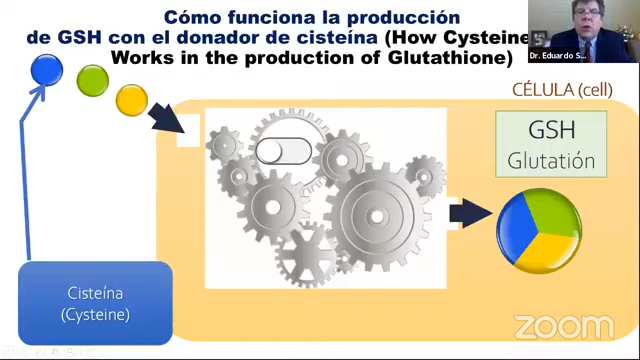 Cómo funciona la producción
de GSH con el donador de cisteína (How Cysteine
Works in the production of Glutathione)
Dr. Eduardo S...
CÉLULA (cell)
GSH
Glutatión
Cisteína
(Cysteine)
zoom